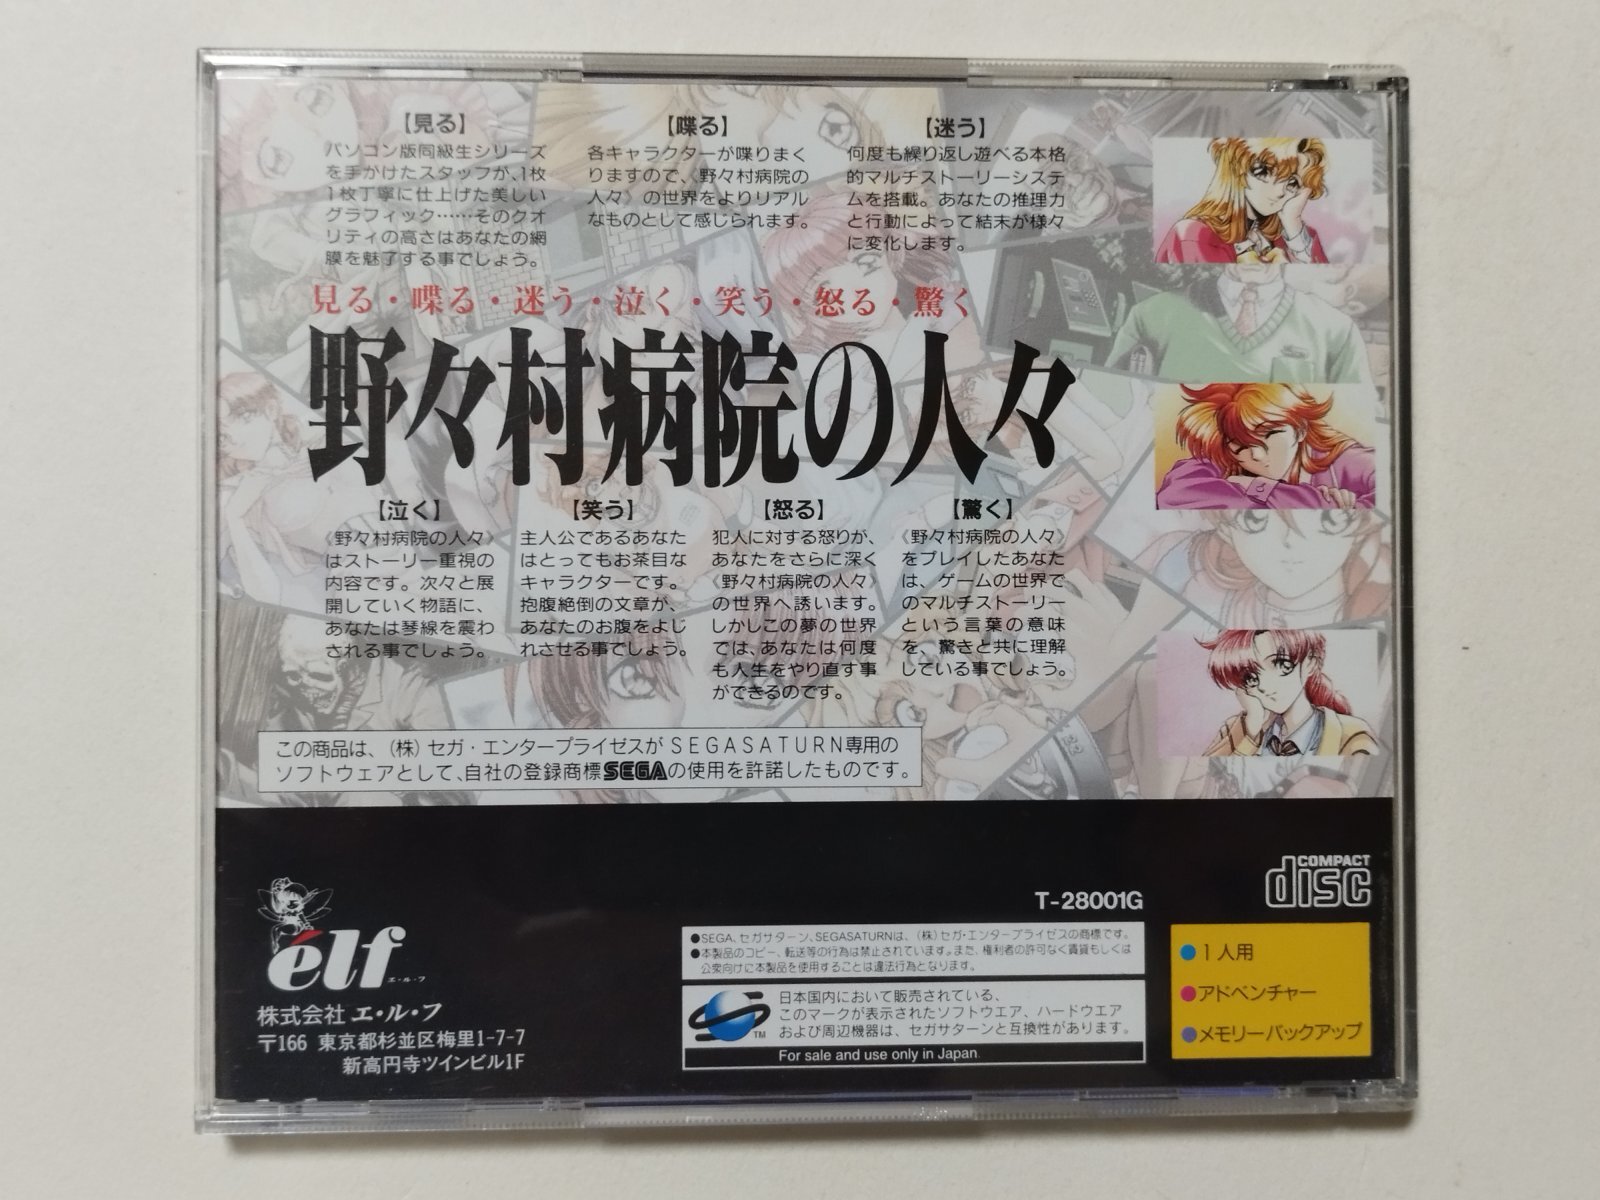 【見る】
パソコン版同級生シリーズ
を手がけたスタッフが、1枚
1枚丁寧に仕上げた美しい
グラフィック……そのクオ
リティの高さはあなたの網
膜を魅了する事でしょう。
【喋る】
各キャラクターが喋りまく
りますので、《野々村病院の
人々》の世界をよりリアル
なものとして感じられます。
【迷う】
何度も繰り返し遊べる本格
的マルチストーリーシステ
ムを搭載。あなたの推理力
と行動によって結末が様々
に変化します。
見る・喋る・迷う・泣く・笑う・怒る・驚く
野々村病院の人々
【泣く】
《野々村病院の人々》
はストーリー重視の
内容です。次々と展
開していく物語に、
あなたは琴線を震わ
される事でしょう。
【笑う】
主人公であるあなた
はとってもお茶目な
キャラクターです。
抱腹絶倒の文章が、
あなたのお腹をよじ
れさせる事でしょう。
【怒る】
犯人に対する怒りが、
あなたをさらに深く
《野々村病院の人々》
の世界へ誘います。
しかしこの夢の世界
では、あなたは何度
も人生をやり直す事
ができるのです。
【驚く】
《野々村病院の人々》
をプレイしたあなた
は、ゲームの世界で
のマルチストーリー
という言葉の意味
を、驚きと共に理解
している事でしょう。
この商品は、(株)セガ・エンタープライゼスがSEGASATURN専用の
ソフトウェアとして、自社の登録商標SEGAの使用を許諾したものです。
élf
エ・ル・フ
株式会社 エ・ル・フ
〒166 東京都杉並区梅里1-7-7
新高円寺ツインビル1F
T-28001G
●SEGA、セガサターン、SEGASATURNは、(株)セガ・エンタープライゼスの商標です。
●本製品のコピー、転送等の行為は禁止されています。また、権利者の許可なく賃貸もしくは
公衆向けに本製品を使用することは違法行為となります。
TM
日本国内において販売されている、
このマークが表示されたソフトウエア、ハードウエア
および周辺機器は、セガサターンと互換性があります。
For sale and use only in Japan
COMPACT
disc
●1人用
●アドベンチャー
●メモリーバックアップ